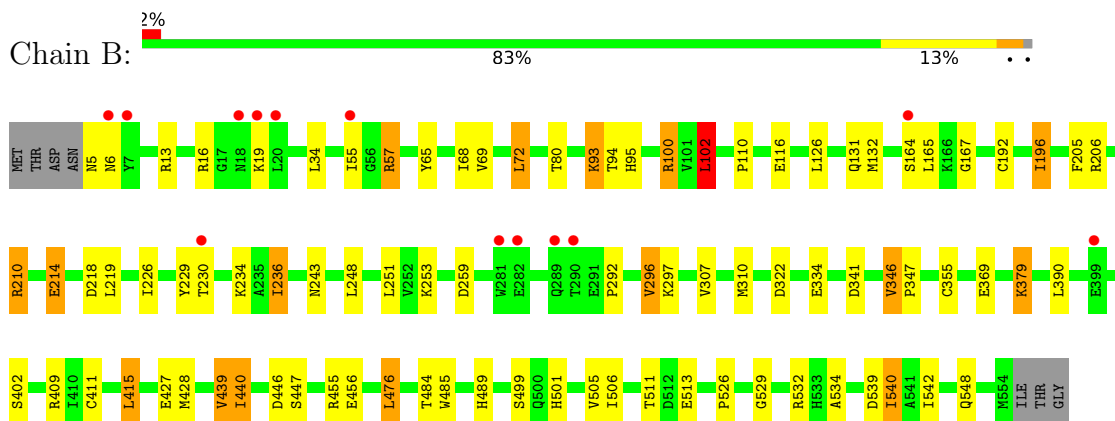 2%
Chain B:
83% 13% • •
MET THR ASP ASN N5 N6 Y7 R13 R16 G17 N18 K19 L20 L34 I55 G56 R57 Y65 I68 V69 L72 T80 K93 T94 H95 R100 V101 L102 P110 E116 L126 Q131 M132 S164 L165 K166 G167 C192 I196 F205 R206
R210 E214 D218 L219 I226 Y229 T230 K234 A235 I236 N243 L248 L251 V252 K253 D259 W281 E282 Q289 T290 E291 P292 V296 K297 V307 M310 D322 E334 D341 V346 P347 C355 E369 K379 L390 E399
S402 R409 I410 C411 L415 E427 M428 V439 I440 D446 S447 R455 E456 L476 T484 W485 H489 S499 Q500 H501 V505 I506 T511 D512 E513 P526 G529 R532 H533 A534 D539 I540 A541 I542 Q548 M554 ILE THR GLY